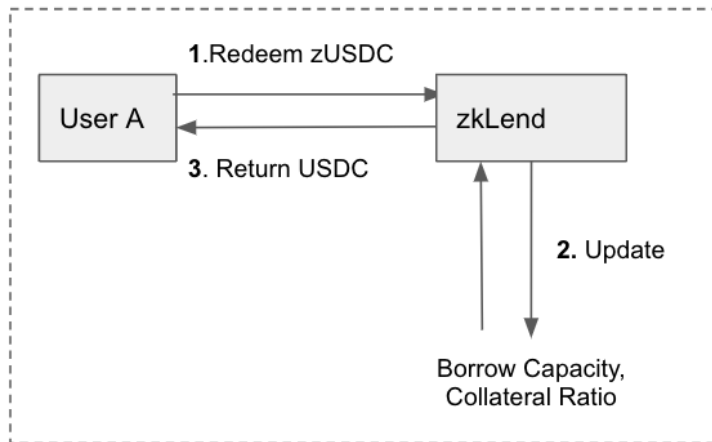 1.Redeem zUSDC
User A
zkLend
3. Return USDC
2. Update
Borrow Capacity,
Collateral Ratio